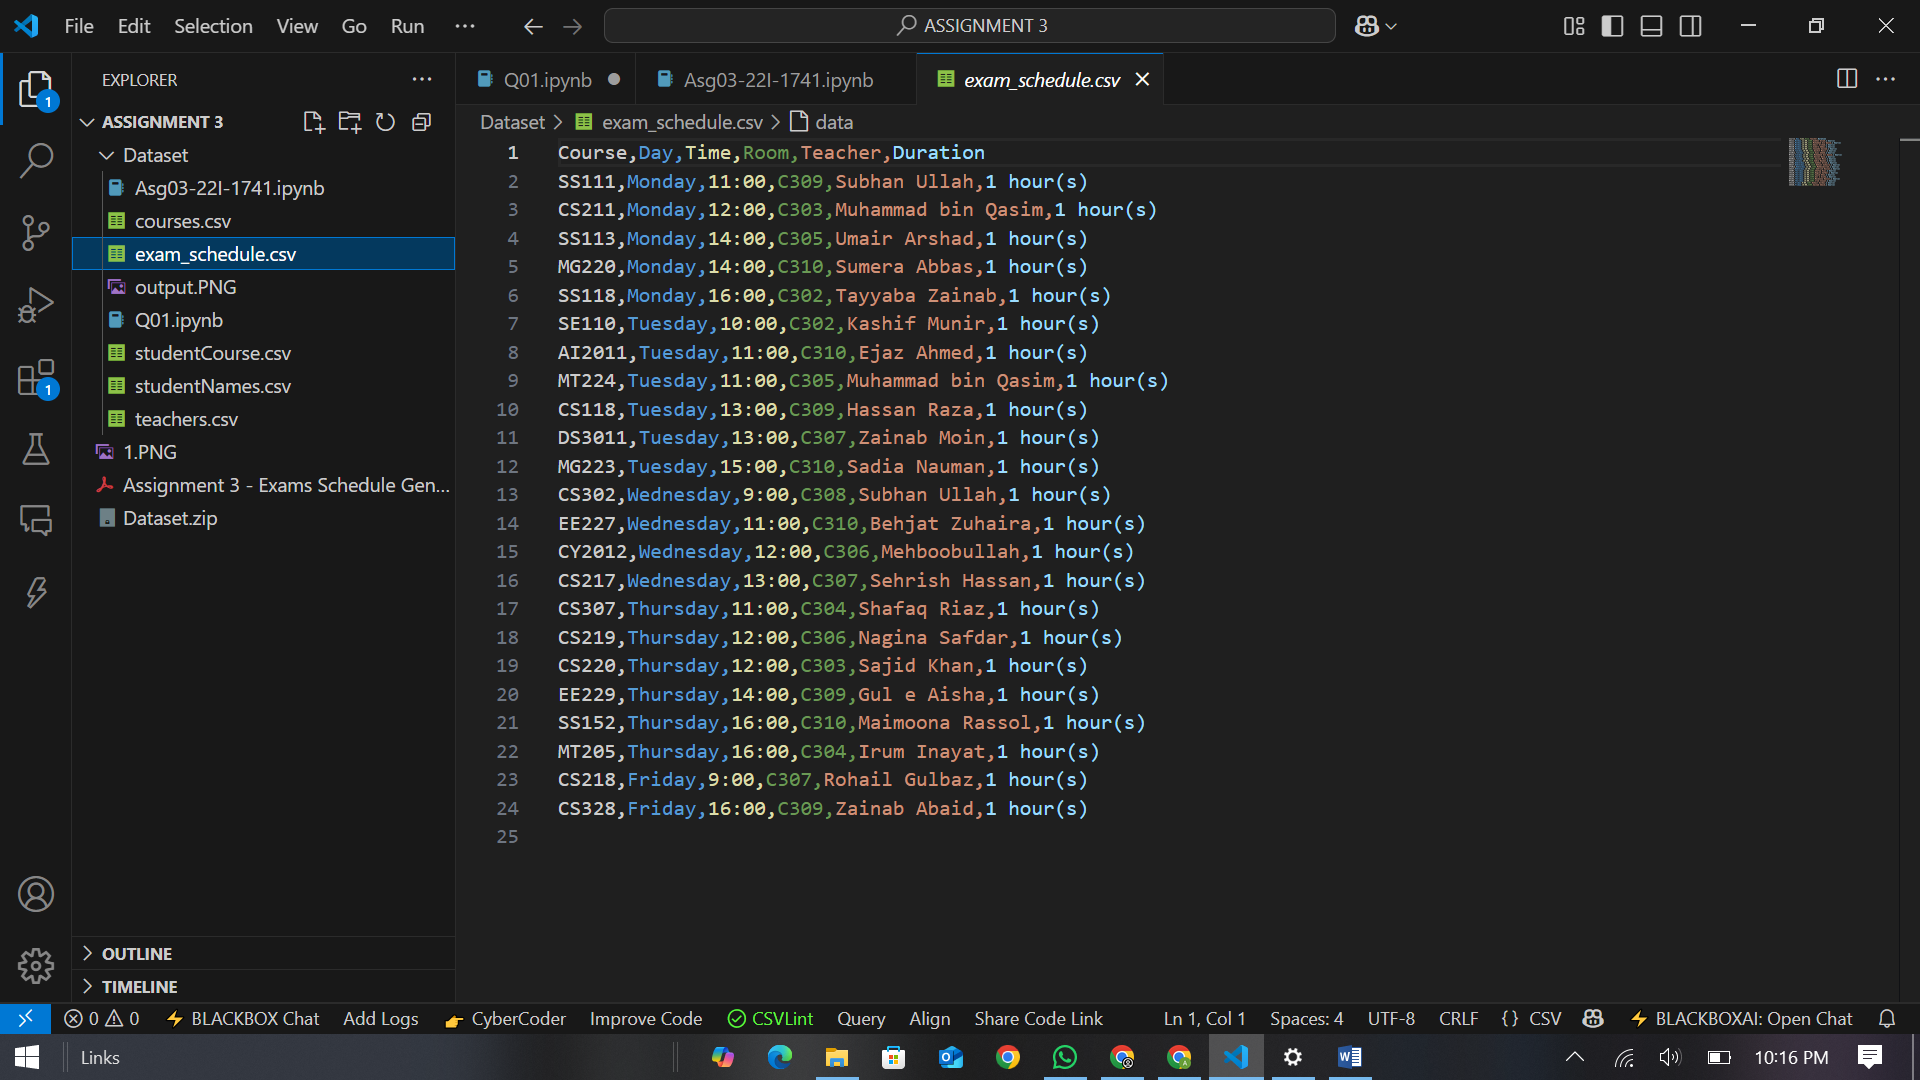 File Edit Selection View Go Run ASSIGNMENT 3
EXPLORER
Q01.ipynb Asg03-22I-1741.ipynb exam_schedule.csv
ASSIGNMENT 3
Dataset > exam_schedule.csv > data
Dataset
Asg03-22I-1741.ipynb
courses.csv
exam_schedule.csv
output.PNG
Q01.ipynb
studentCourse.csv
studentNames.csv
teachers.csv
1.PNG
Assignment 3 - Exams Schedule Gen...
Dataset.zip
1
1
OUTLINE
TIMELINE
1 Course,Day,Time,Room,Teacher,Duration
2 SS111,Monday,11:00,C309,Subhan Ullah,1 hour(s)
3 CS211,Monday,12:00,C303,Muhammad bin Qasim,1 hour(s)
4 SS113,Monday,14:00,C305,Umair Arshad,1 hour(s)
5 MG220,Monday,14:00,C310,Sumera Abbas,1 hour(s)
6 SS118,Monday,16:00,C302,Tayyaba Zainab,1 hour(s)
7 SE110,Tuesday,10:00,C302,Kashif Munir,1 hour(s)
8 AI2011,Tuesday,11:00,C310,Ejaz Ahmed,1 hour(s)
9 MT224,Tuesday,11:00,C305,Muhammad bin Qasim,1 hour(s)
10 CS118,Tuesday,13:00,C309,Hassan Raza,1 hour(s)
11 DS3011,Tuesday,13:00,C307,Zainab Moin,1 hour(s)
12 MG223,Tuesday,15:00,C310,Sadia Nauman,1 hour(s)
13 CS302,Wednesday,9:00,C308,Subhan Ullah,1 hour(s)
14 EE227,Wednesday,11:00,C310,Behjat Zuhaira,1 hour(s)
15 CY2012,Wednesday,12:00,C306,Mehboobullah,1 hour(s)
16 CS217,Wednesday,13:00,C307,Sehrish Hassan,1 hour(s)
17 CS307,Thursday,11:00,C304,Shafaq Riaz,1 hour(s)
18 CS219,Thursday,12:00,C306,Nagina Safdar,1 hour(s)
19 CS220,Thursday,12:00,C303,Sajid Khan,1 hour(s)
20 EE229,Thursday,14:00,C309,Gul e Aisha,1 hour(s)
21 SS152,Thursday,16:00,C310,Maimoona Rassol,1 hour(s)
22 MT205,Thursday,16:00,C304,Irum Inayat,1 hour(s)
23 CS218,Friday,9:00,C307,Rohail Gulbaz,1 hour(s)
24 CS328,Friday,16:00,C309,Zainab Abaid,1 hour(s)
25
0 0 BLACKBOX Chat Add Logs CyberCoder Improve Code CSVLint Query Align Share Code Link Ln 1, Col 1 Spaces: 4 UTF-8 CRLF {} CSV BLACKBOXAI: Open Chat
Links 10:16 PM